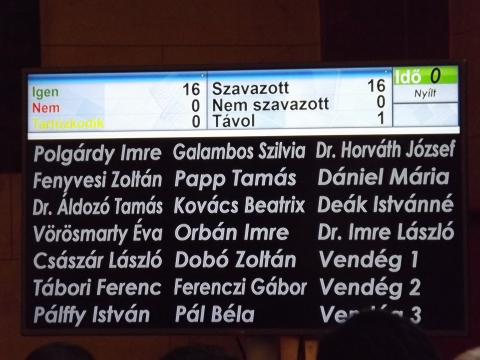 Igen 16 Szavazott 16 Idő 0
Nem 0 Nem szavazott 0 Nyílt
Tartózkodik 0 Távol 1
Polgárdy Imre Galambos Szilvia Dr. Horváth József
Fenyvesi Zoltán Papp Tamás Dániel Mária
Dr. Áldozó Tamás Kovács Beatrix Deák Istvánné
Vörösmarty Éva Orbán Imre Dr. Imre László
Császár László Dobó Zoltán Vendég 1
Tábori Ferenc Ferenczi Gábor Vendég 2
Pálffy István Pál Béla Vendég 3